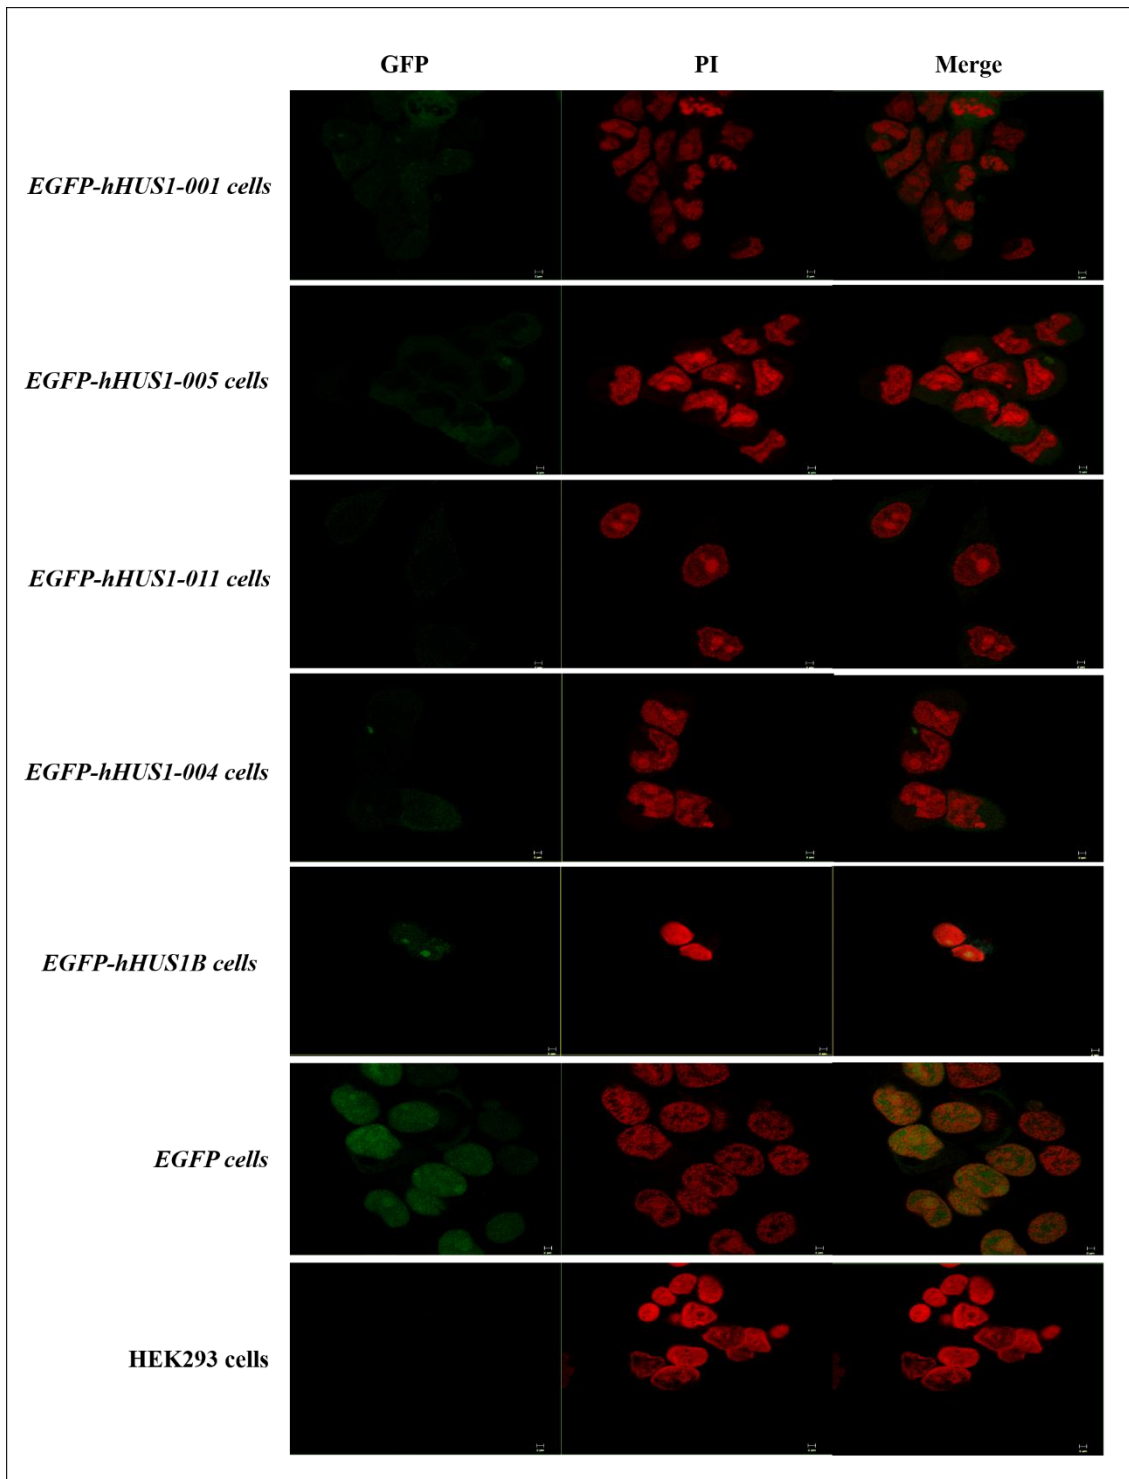 GFP PI Merge
EGFP-hHUS1-001 cells
EGFP-hHUS1-005 cells
EGFP-hHUS1-011 cells
EGFP-hHUS1-004 cells
EGFP-hHUS1B cells
EGFP cells
HEK293 cells